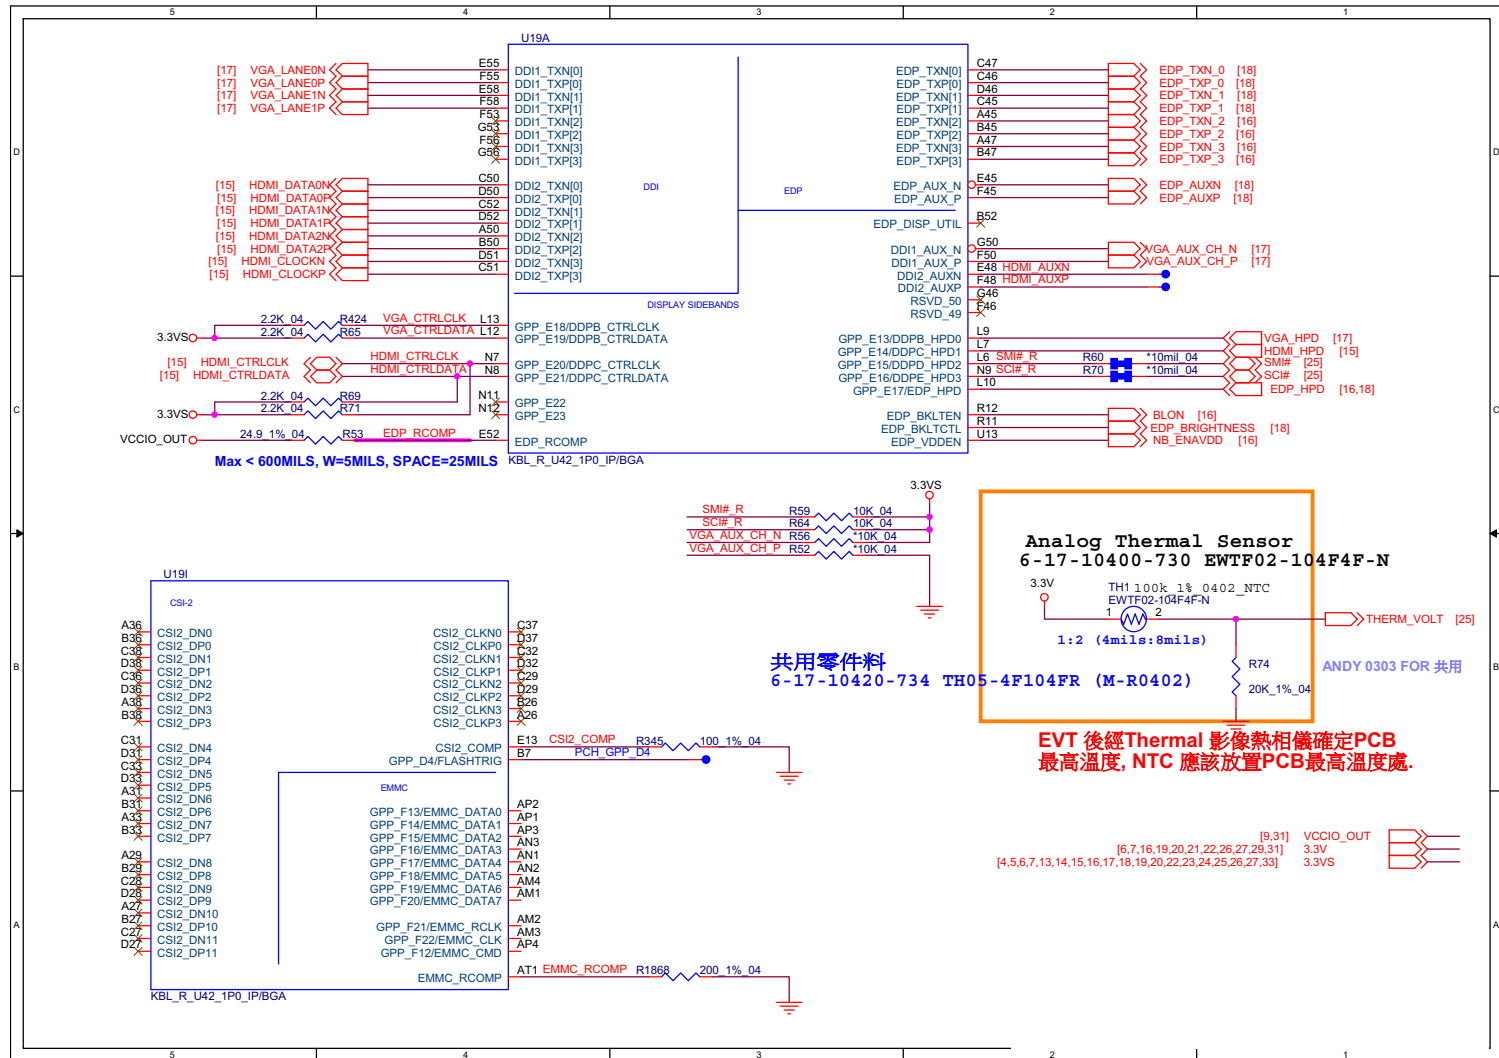 5 4 3 2 1
U19A
[17] VGA_LANE0N E55 DDI1_TXN[0]
[17] VGA_LANE0P F55 DDI1_TXP[0]
[17] VGA_LANE1N E58 DDI1_TXN[1]
[17] VGA_LANE1P F58 DDI1_TXP[1]
F53 DDI1_TXN[2]
G53 DDI1_TXP[2]
F56 DDI1_TXN[3]
G56 DDI1_TXP[3]
[15] HDMI_DATA0N C50 DDI2_TXN[0]
[15] HDMI_DATA0P D50 DDI2_TXP[0]
[15] HDMI_DATA1N C52 DDI2_TXN[1]
[15] HDMI_DATA1P D52 DDI2_TXP[1]
[15] HDMI_DATA2N A50 DDI2_TXN[2]
[15] HDMI_DATA2P B50 DDI2_TXP[2]
[15] HDMI_CLOCKN D51 DDI2_TXN[3]
[15] HDMI_CLOCKP C51 DDI2_TXP[3]
DDI
EDP
DISPLAY SIDEBANDS
2.2K_04 R424 VGA_CTRLCLK L13 GPP_E18/DDPB_CTRLCLK
3.3VS 2.2K_04 R65 VGA_CTRLDATA L12 GPP_E19/DDPB_CTRLDATA
[15] HDMI_CTRLCLK HDMI_CTRLCLK N7 GPP_E20/DDPC_CTRLCLK
[15] HDMI_CTRLDATA HDMI_CTRLDATA N8 GPP_E21/DDPC_CTRLDATA
2.2K_04 R69 N11 GPP_E22
3.3VS 2.2K_04 R71 N12 GPP_E23
VCCIO_OUT 24.9_1%_04 R53 EDP_RCOMP E52 EDP_RCOMP
Max < 600MILS, W=5MILS, SPACE=25MILS
KBL_R_U42_1P0_IP/BGA
EDP_TXN[0] C47 EDP_TXN_0 [18]
EDP_TXP[0] C46 EDP_TXP_0 [18]
EDP_TXN[1] D46 EDP_TXN_1 [18]
EDP_TXP[1] C45 EDP_TXP_1 [18]
EDP_TXN[2] A45 EDP_TXN_2 [16]
EDP_TXP[2] B45 EDP_TXP_2 [16]
EDP_TXN[3] A47 EDP_TXN_3 [16]
EDP_TXP[3] B47 EDP_TXP_3 [16]
EDP_AUX_N E45 EDP_AUXN [18]
EDP_AUX_P F45 EDP_AUXP [18]
EDP_DISP_UTIL B52
DDI1_AUX_N G50 VGA_AUX_CH_N [17]
DDI1_AUX_P F50 VGA_AUX_CH_P [17]
DDI2_AUXN E48 HDMI_AUXN
DDI2_AUXP F48 HDMI_AUXP
RSVD_50 G46
RSVD_49 F46
GPP_E13/DDPB_HPD0 L9 VGA_HPD [17]
GPP_E14/DDPC_HPD1 L7 HDMI_HPD [15]
GPP_E15/DDPD_HPD2 L6 SMI#_R R60 *10mil_04 SMI# [25]
GPP_E16/DDPE_HPD3 N9 SCI#_R R70 *10mil_04 SCI# [25]
GPP_E17/EDP_HPD L10 EDP_HPD [16,18]
EDP_BKLTEN R12 BLON [16]
EDP_BKLTCTL R11 EDP_BRIGHTNESS [18]
EDP_VDDEN U13 NB_ENAVDD [16]
3.3VS
SMI#_R R59 10K_04
SCI#_R R64 10K_04
VGA_AUX_CH_N R56 *10K_04
VGA_AUX_CH_P R52 *10K_04
Analog Thermal Sensor
6-17-10400-730 EWTF02-104F4F-N
3.3V
TH1 100k_1%_0402_NTC
EWTF02-104F4F-N
1 2
THERM_VOLT [25]
1:2 (4mils:8mils)
R74
20K_1%_04
ANDY 0303 FOR 共用
共用零件料
6-17-10420-734 TH05-4F104FR (M-R0402)
EVT 後經Thermal 影像熱相儀確定PCB
最高溫度, NTC 應該放置PCB最高溫度處.
U19I
CSI-2
A36 CSI2_DN0
B36 CSI2_DP0
C38 CSI2_DN1
D38 CSI2_DP1
C36 CSI2_DN2
D36 CSI2_DP2
A38 CSI2_DN3
B38 CSI2_DP3
C31 CSI2_DN4
D31 CSI2_DP4
C33 CSI2_DN5
D33 CSI2_DP5
A31 CSI2_DN6
B31 CSI2_DP6
A33 CSI2_DN7
B33 CSI2_DP7
A29 CSI2_DN8
B29 CSI2_DP8
C28 CSI2_DN9
D28 CSI2_DP9
A27 CSI2_DN10
B27 CSI2_DP10
C27 CSI2_DN11
D27 CSI2_DP11
CSI2_CLKN0 C37
CSI2_CLKP0 D37
CSI2_CLKN1 C32
CSI2_CLKP1 D32
CSI2_CLKN2 C29
CSI2_CLKP2 D29
CSI2_CLKN3 B26
CSI2_CLKP3 A26
CSI2_COMP E13 CSI2_COMP R345 100_1%_04
GPP_D4/FLASHTRIG B7 PCH_GPP_D4
EMMC
GPP_F13/EMMC_DATA0 AP2
GPP_F14/EMMC_DATA1 AP1
GPP_F15/EMMC_DATA2 AP3
GPP_F16/EMMC_DATA3 AN3
GPP_F17/EMMC_DATA4 AN1
GPP_F18/EMMC_DATA5 AN2
GPP_F19/EMMC_DATA6 AM4
GPP_F20/EMMC_DATA7 AM1
GPP_F21/EMMC_RCLK AM2
GPP_F22/EMMC_CLK AM3
GPP_F12/EMMC_CMD AP4
EMMC_RCOMP AT1 EMMC_RCOMP R1868 200_1%_04
KBL_R_U42_1P0_IP/BGA
[9,31] VCCIO_OUT
[6,7,16,19,20,21,22,26,27,29,31] 3.3V
[4,5,6,7,13,14,15,16,17,18,19,20,22,23,24,25,26,27,33] 3.3VS
D D
C C
B B
A A
5 4 3 2 1